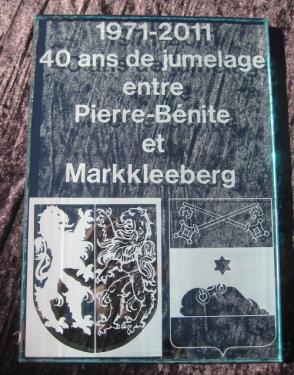 1971-2011
40 ans de jumelage
entre
Pierre-Bénite
et
Markkleeberg